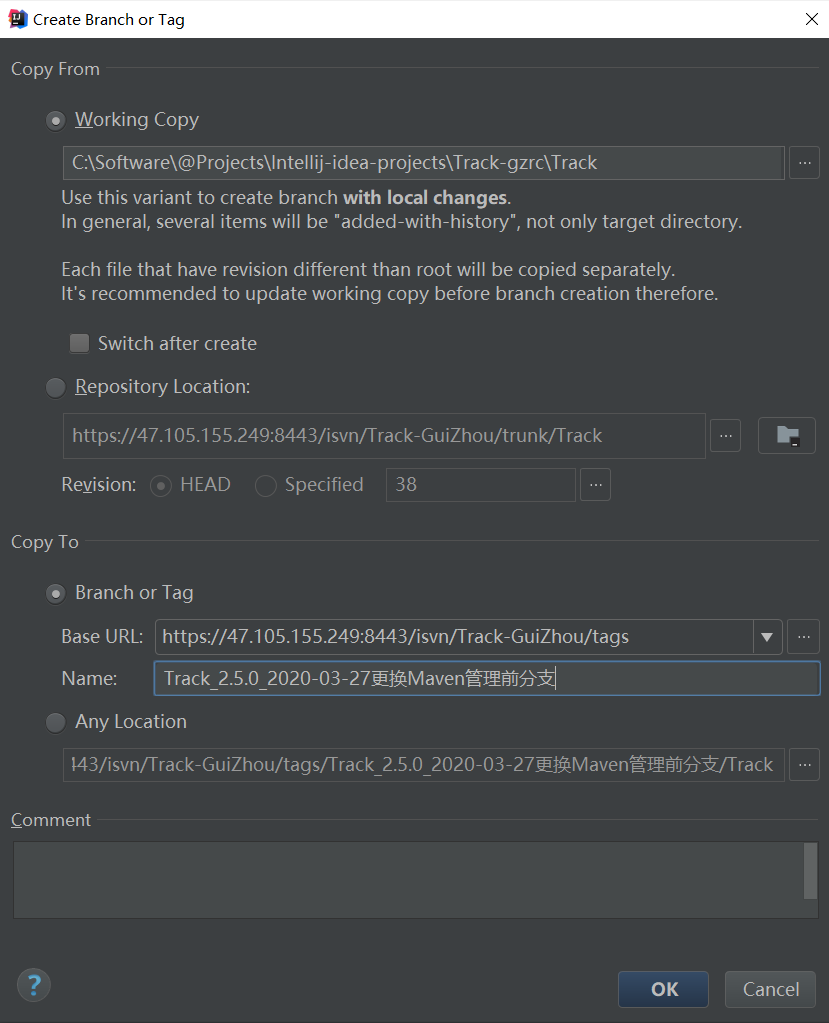 Create Branch or Tag
Copy From
Working Copy
C:\Software\@Projects\Intellij-idea-projects\Track-gzrc\Track
...
Use this variant to create branch with local changes.
In general, several items will be "added-with-history", not only target directory.
Each file that have revision different than root will be copied separately.
It's recommended to update working copy before branch creation therefore.
Switch after create
Repository Location:
https://47.105.155.249:8443/isvn/Track-GuiZhou/trunk/Track
...
Revision: HEAD Specified 38 ...
Copy To
Branch or Tag
Base URL: https://47.105.155.249:8443/isvn/Track-GuiZhou/tags ...
Name: Track_2.5.0_2020-03-27更换Maven管理前分支
Any Location
43/isvn/Track-GuiZhou/tags/Track_2.5.0_2020-03-27更换Maven管理前分支/Track ...
Comment
? OK Cancel